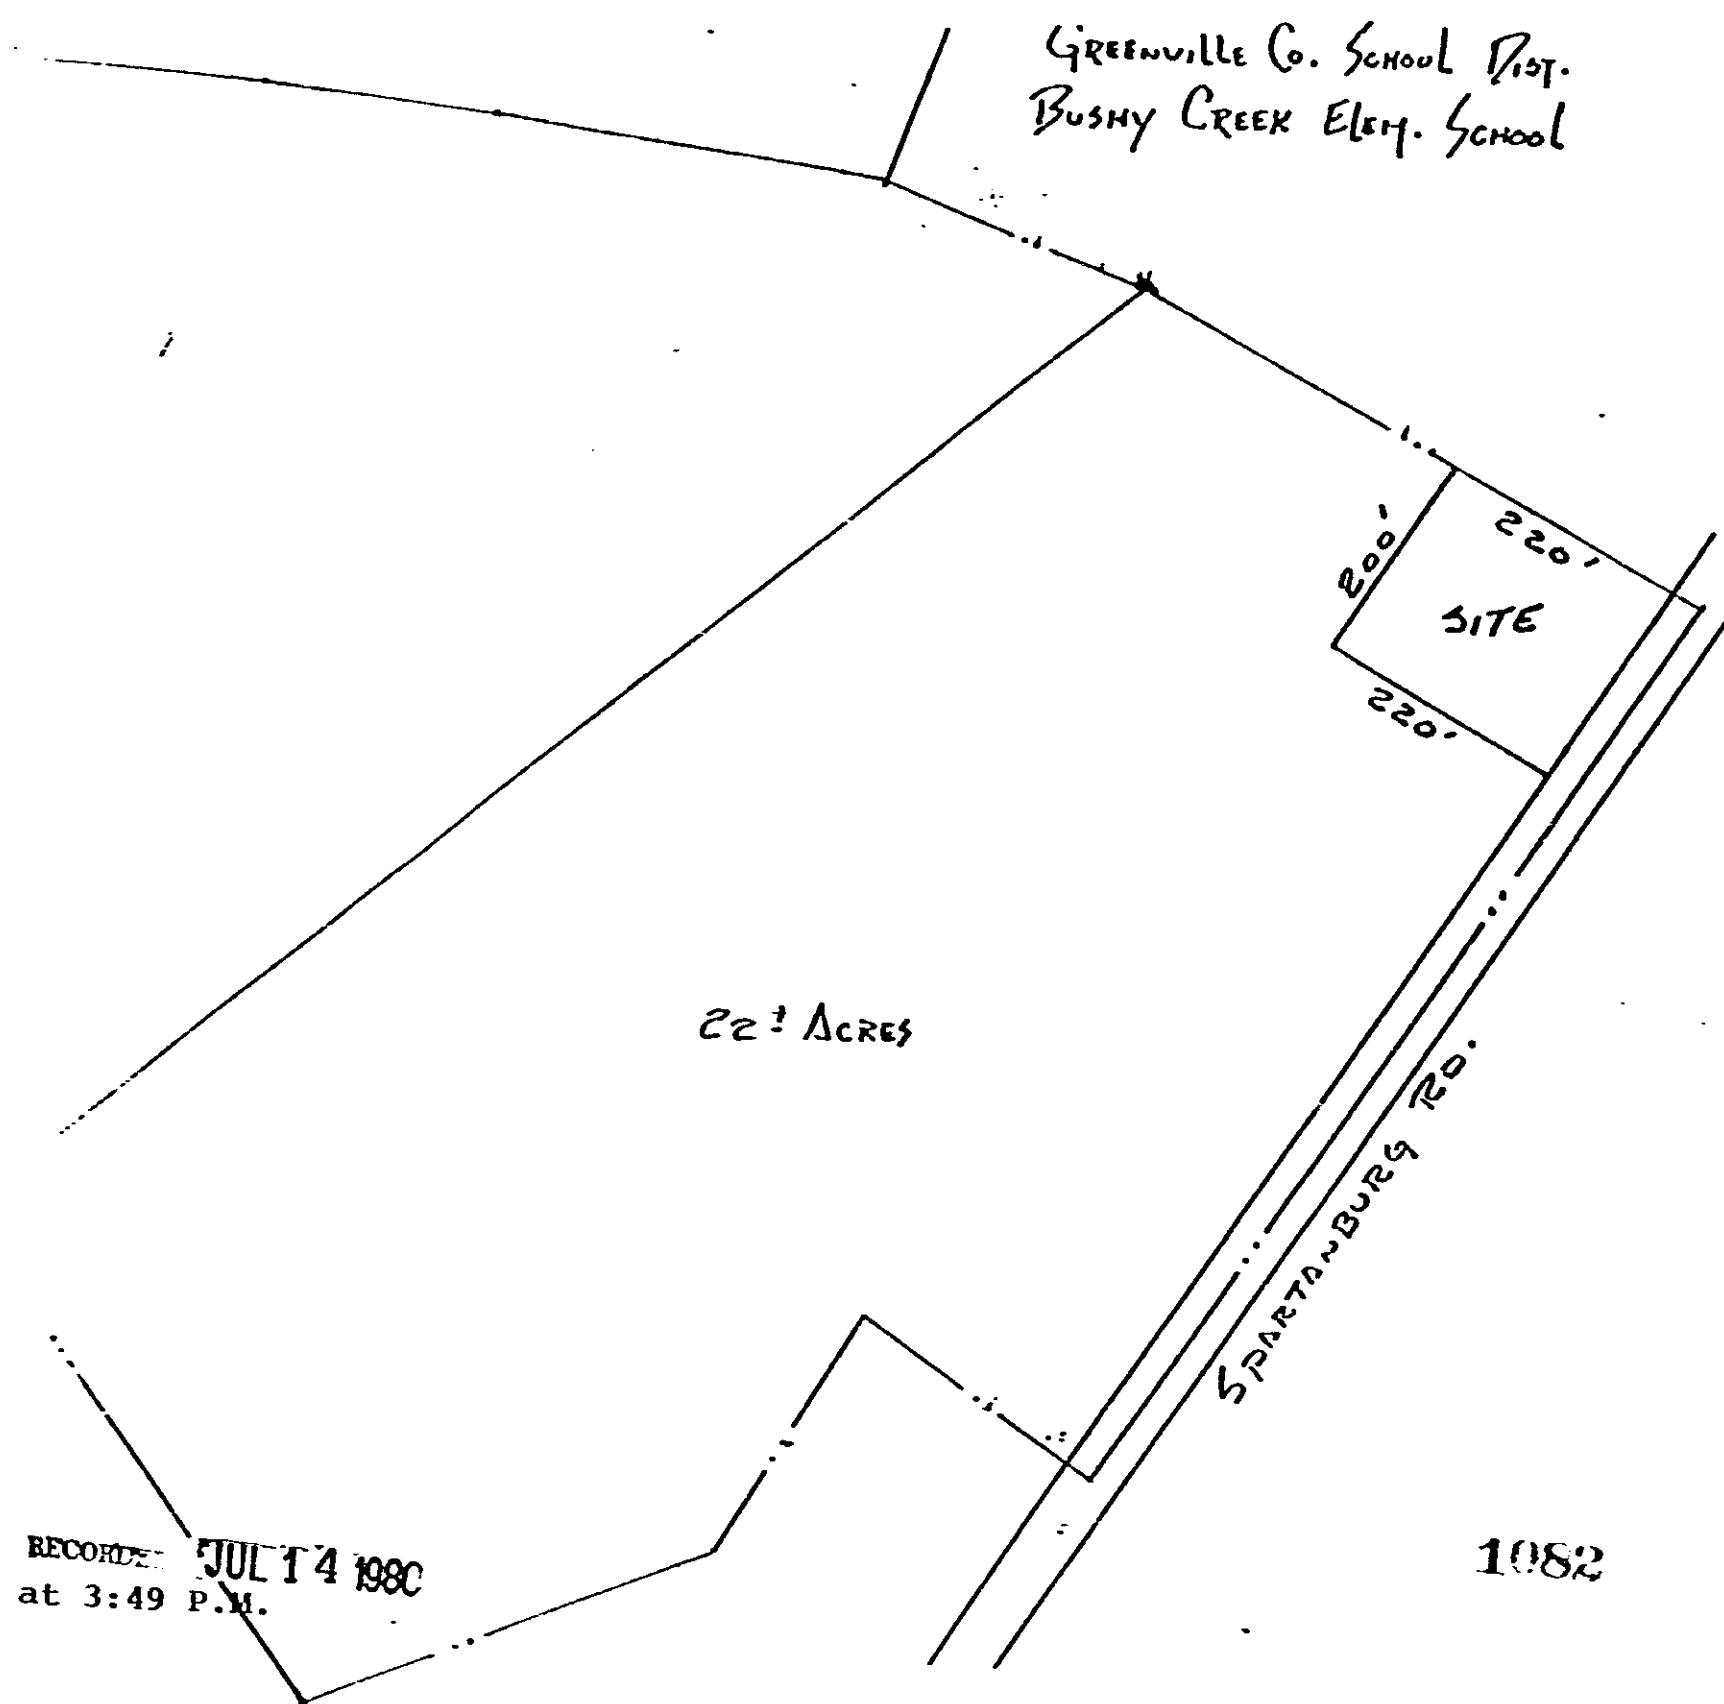 GREENVILLE CO. SCHOOL DIST.
BUSHY CREEK ELEM. SCHOOL
220'
200'
SITE
220'
22± ACRES
SPARTANBURG RD.
RECORDED JUL 14 1980
at 3:49 P.M.
1082